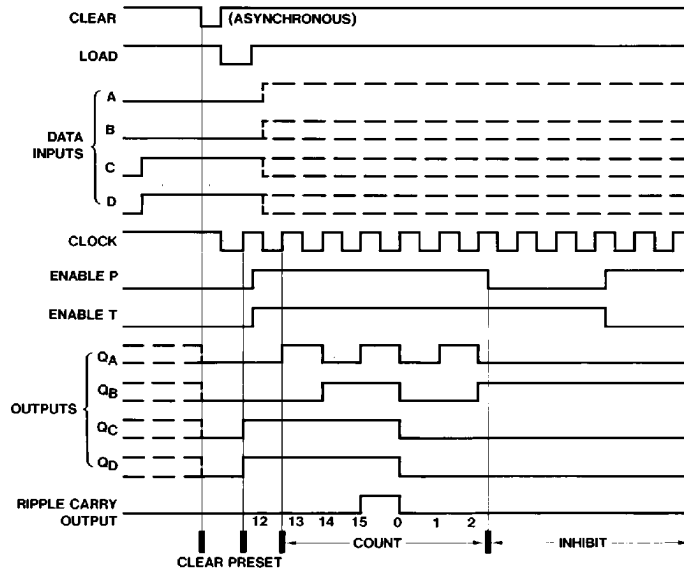 CLEAR
(ASYNCHRONOUS)
LOAD
A
B
DATA
INPUTS
C
D
CLOCK
ENABLE P
ENABLE T
QA
QB
OUTPUTS
QC
QD
RIPPLE CARRY
OUTPUT
12 13 14 15 0 1 2
COUNT
INHIBIT
CLEAR PRESET